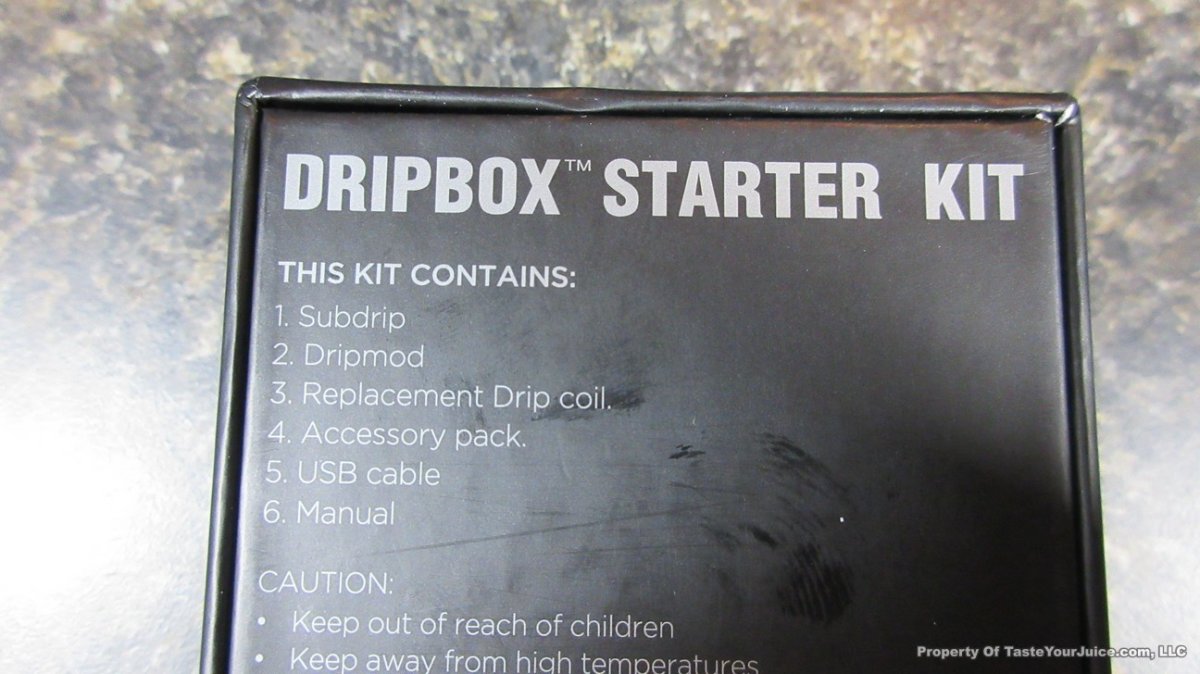 DRIPBOX™ STARTER KIT
THIS KIT CONTAINS:
1. Subdrip
2. Dripmod
3. Replacement Drip coil.
4. Accessory pack.
5. USB cable
6. Manual
CAUTION:
• Keep out of reach of children
• Keep away from high temperatures
Property Of TasteYourJuice.com, LLC